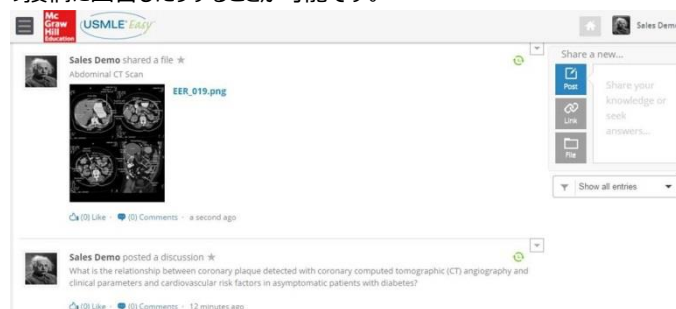 Mc
Graw
Hill
Education
USMLE Easy
Sales Demo
Sales Demo shared a file
Abdominal CT Scan
EER_019.png
(0) Like · (0) Comments · a second ago
Sales Demo posted a discussion
What is the relationship between coronary plaque detected with coronary computed tomographic (CT) angiography and
clinical parameters and cardiovascular risk factors in asymptomatic patients with diabetes?
(0) Like · (0) Comments · 12 minutes ago
Share a new...
Post
Link
File
Share your
knowledge or
seek
answers...
Show all entries